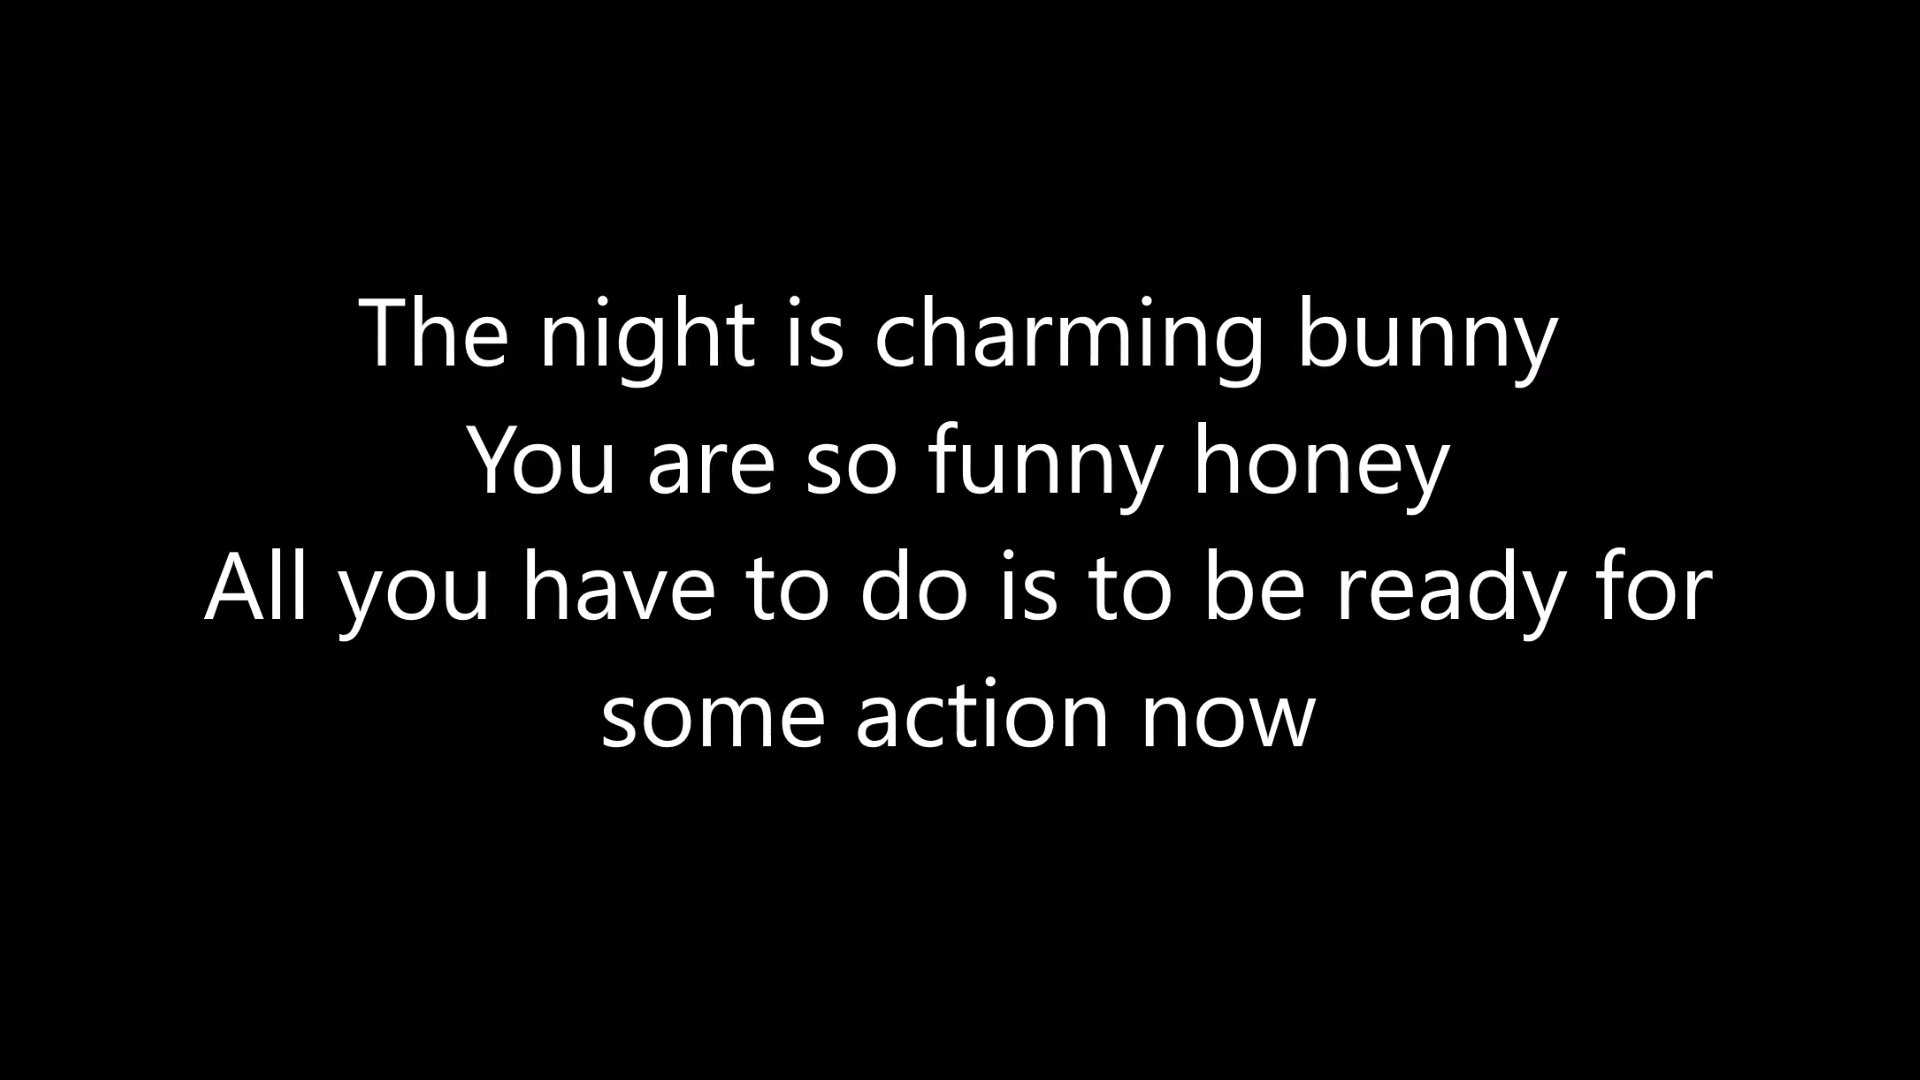 The night is charming bunny
You are so funny honey
All you have to do is to be ready for
some action now